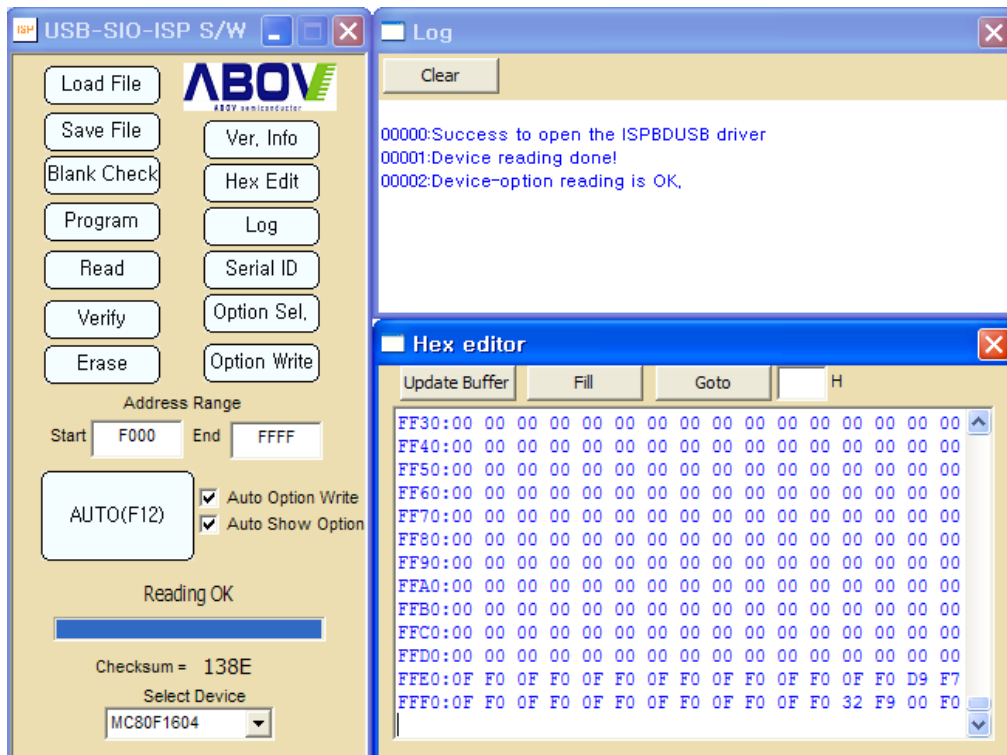 ISP USB-SIO-ISP S/W
Load File
Save File
Blank Check
Program
Read
Verify
Erase
ABOV
ABOV semiconductor
Ver. Info
Hex Edit
Log
Serial ID
Option Sel.
Option Write
Address Range
Start F000 End FFFF
AUTO(F12)
Auto Option Write
Auto Show Option
Reading OK
Checksum = 138E
Select Device
MC80F1604
Log
Clear
00000:Success to open the ISPBDUSB driver
00001:Device reading done!
00002:Device-option reading is OK.
Hex editor
Update Buffer Fill Goto H
FF30:00 00 00 00 00 00 00 00 00 00 00 00 00 00 00 00
FF40:00 00 00 00 00 00 00 00 00 00 00 00 00 00 00 00
FF50:00 00 00 00 00 00 00 00 00 00 00 00 00 00 00 00
FF60:00 00 00 00 00 00 00 00 00 00 00 00 00 00 00 00
FF70:00 00 00 00 00 00 00 00 00 00 00 00 00 00 00 00
FF80:00 00 00 00 00 00 00 00 00 00 00 00 00 00 00 00
FF90:00 00 00 00 00 00 00 00 00 00 00 00 00 00 00 00
FFA0:00 00 00 00 00 00 00 00 00 00 00 00 00 00 00 00
FFB0:00 00 00 00 00 00 00 00 00 00 00 00 00 00 00 00
FFC0:00 00 00 00 00 00 00 00 00 00 00 00 00 00 00 00
FFD0:00 00 00 00 00 00 00 00 00 00 00 00 00 00 00 00
FFE0:0F F0 0F F0 0F F0 0F F0 0F F0 0F F0 0F F0 D9 F7
FFF0:0F F0 0F F0 0F F0 0F F0 0F F0 0F F0 32 F9 00 F0